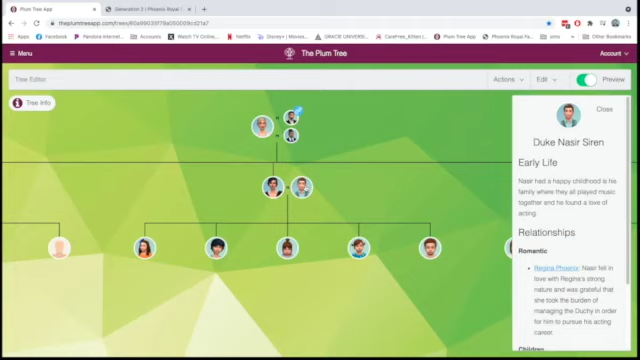 Plum Tree App
Generation 2 | Phoenix Royal F
theplumtreeapp.com/trees/
Apps
Facebook
Pandora Internet...
Accounts
Watch TV Online,...
Netflix
Disney+ | Movies...
GRACE UNIVERS...
CareFree_Kitten
Plum Tree App
Phoenix Royal Fa...
sims
Other Bookmarks
Menu
The Plum Tree
Account
Tree Editor
Actions
Edit
Preview
Tree Info
Close
Duke Nasir Siren
Early Life
Nasir had a happy childhood is his
family where they all played music
together and he found a love of
acting.
Relationships
Romantic
Regina Phoenix: Nasir fell in
love with Regina's strong
nature and was grateful that
she took the burden of
managing the Duchy in order
for him to pursue his acting
career.
Children